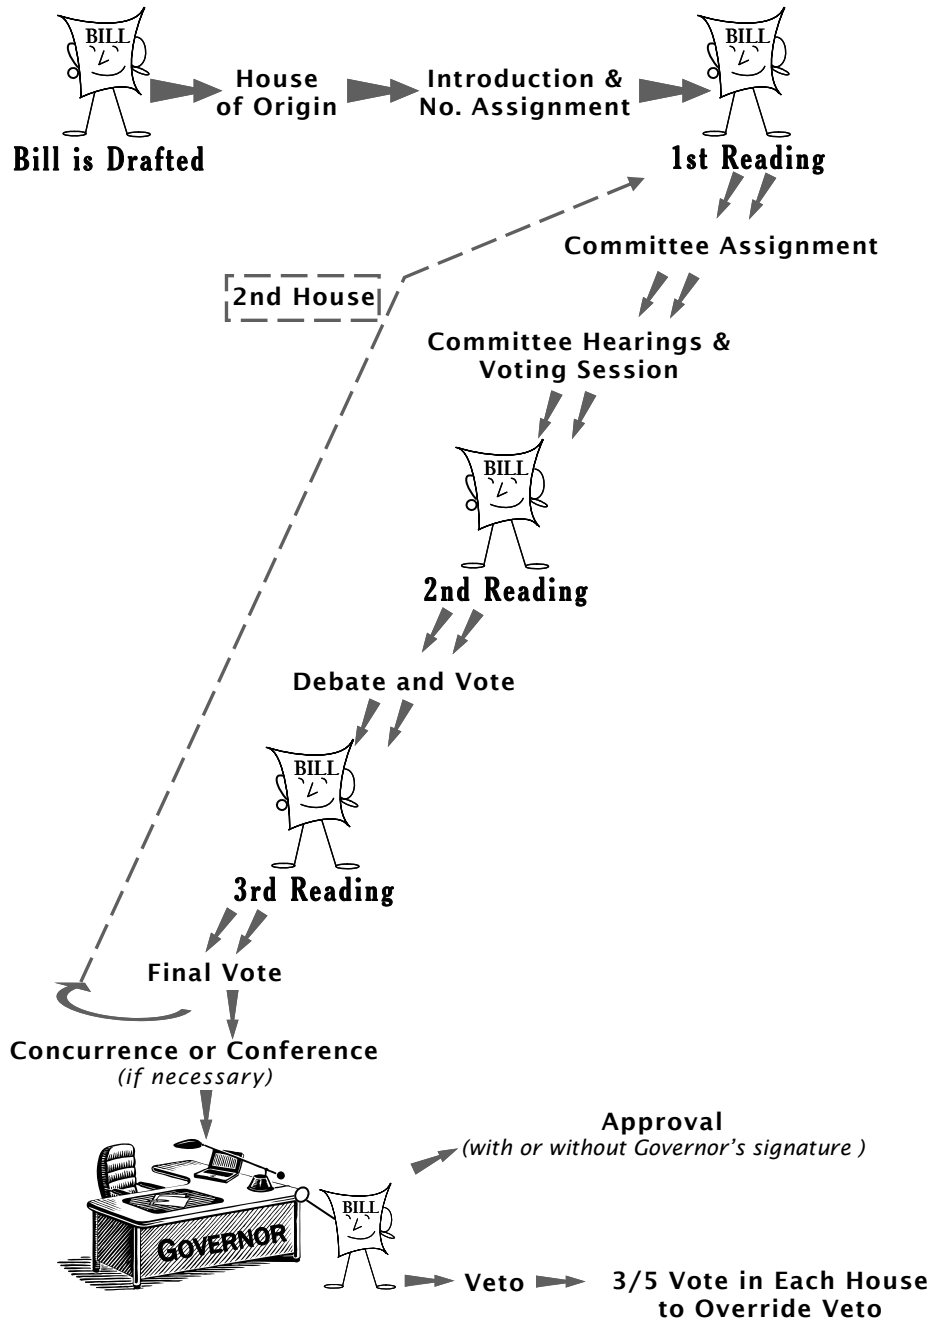 BILL
BILL
House
of Origin
Introduction &
No. Assignment
Bill is Drafted
1st Reading
Committee Assignment
2nd House
Committee Hearings &
Voting Session
BILL
2nd Reading
Debate and Vote
BILL
3rd Reading
Final Vote
Concurrence or Conference
(if necessary)
Approval
(with or without Governor's signature )
BILL
GOVERNOR
Veto
3/5 Vote in Each House
to Override Veto